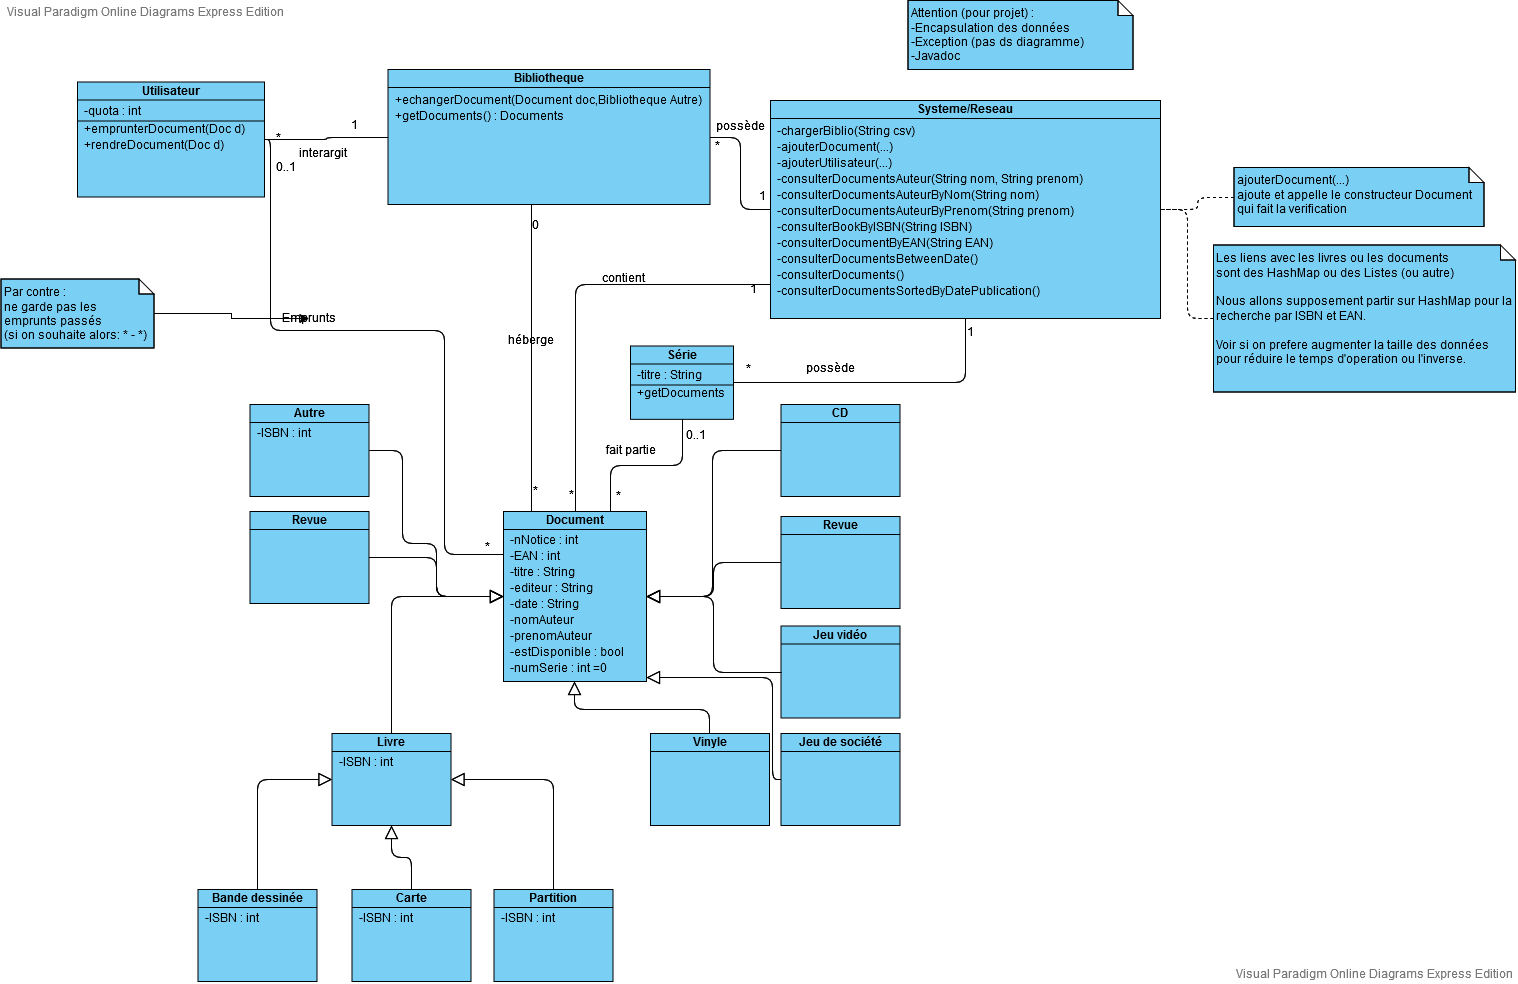 Visual Paradigm Online Diagrams Express Edition
Attention (pour projet) :
-Encapsulation des données
-Exception (pas ds diagramme)
-Javadoc
Utilisateur
-quota : int
+emprunterDocument(Doc d)
+rendreDocument(Doc d)
*
0..1
1
interargit
Bibliotheque
+echangerDocument(Document doc,Bibliotheque Autre)
+getDocuments() : Documents
possède
*
1
Systeme/Reseau
-chargerBiblio(String csv)
-ajouterDocument(...)
-ajouterUtilisateur(...)
-consulterDocumentsAuteur(String nom, String prenom)
-consulterDocumentsAuteurByNom(String nom)
-consulterDocumentsAuteurByPrenom(String prenom)
-consulterBookByISBN(String ISBN)
-consulterDocumentByEAN(String EAN)
-consulterDocumentsBetweenDate()
-consulterDocuments()
-consulterDocumentsSortedByDatePublication()
ajouterDocument(...)
ajoute et appelle le constructeur Document
qui fait la verification
Les liens avec les livres ou les documents
sont des HashMap ou des Listes (ou autre)
Nous allons supposement partir sur HashMap pour la
recherche par ISBN et EAN.
Voir si on prefere augmenter la taille des données
pour réduire le temps d'operation ou l'inverse.
0
contient
1
Par contre :
ne garde pas les
emprunts passés
(si on souhaite alors: * - *)
Emprunts
héberge
1
Série
-titre : String
+getDocuments
*
possède
0..1
fait partie
*
*
*
Autre
-ISBN : int
CD
Revue
Document
-nNotice : int
-EAN : int
-titre : String
-editeur : String
-date : String
-nomAuteur
-prenomAuteur
-estDisponible : bool
-numSerie : int =0
*
Revue
Jeu vidéo
Livre
-ISBN : int
Vinyle
Jeu de société
Bande dessinée
-ISBN : int
Carte
-ISBN : int
Partition
-ISBN : int
Visual Paradigm Online Diagrams Express Edition